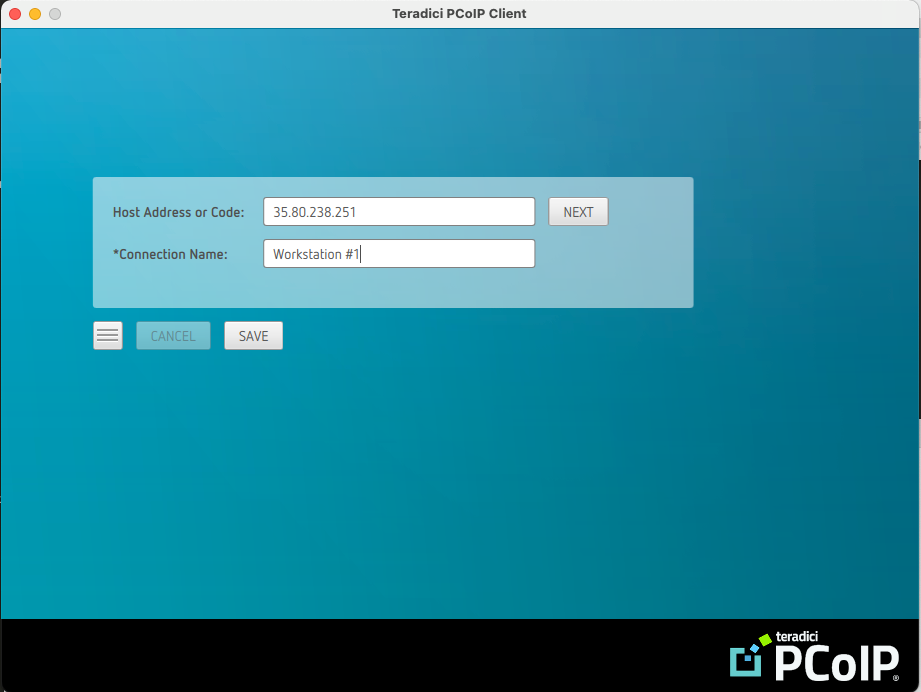 Teradici PCoIP Client
Host Address or Code: 35.80.238.251 NEXT
*Connection Name: Workstation #1
CANCEL SAVE
teradici
PCoIP®